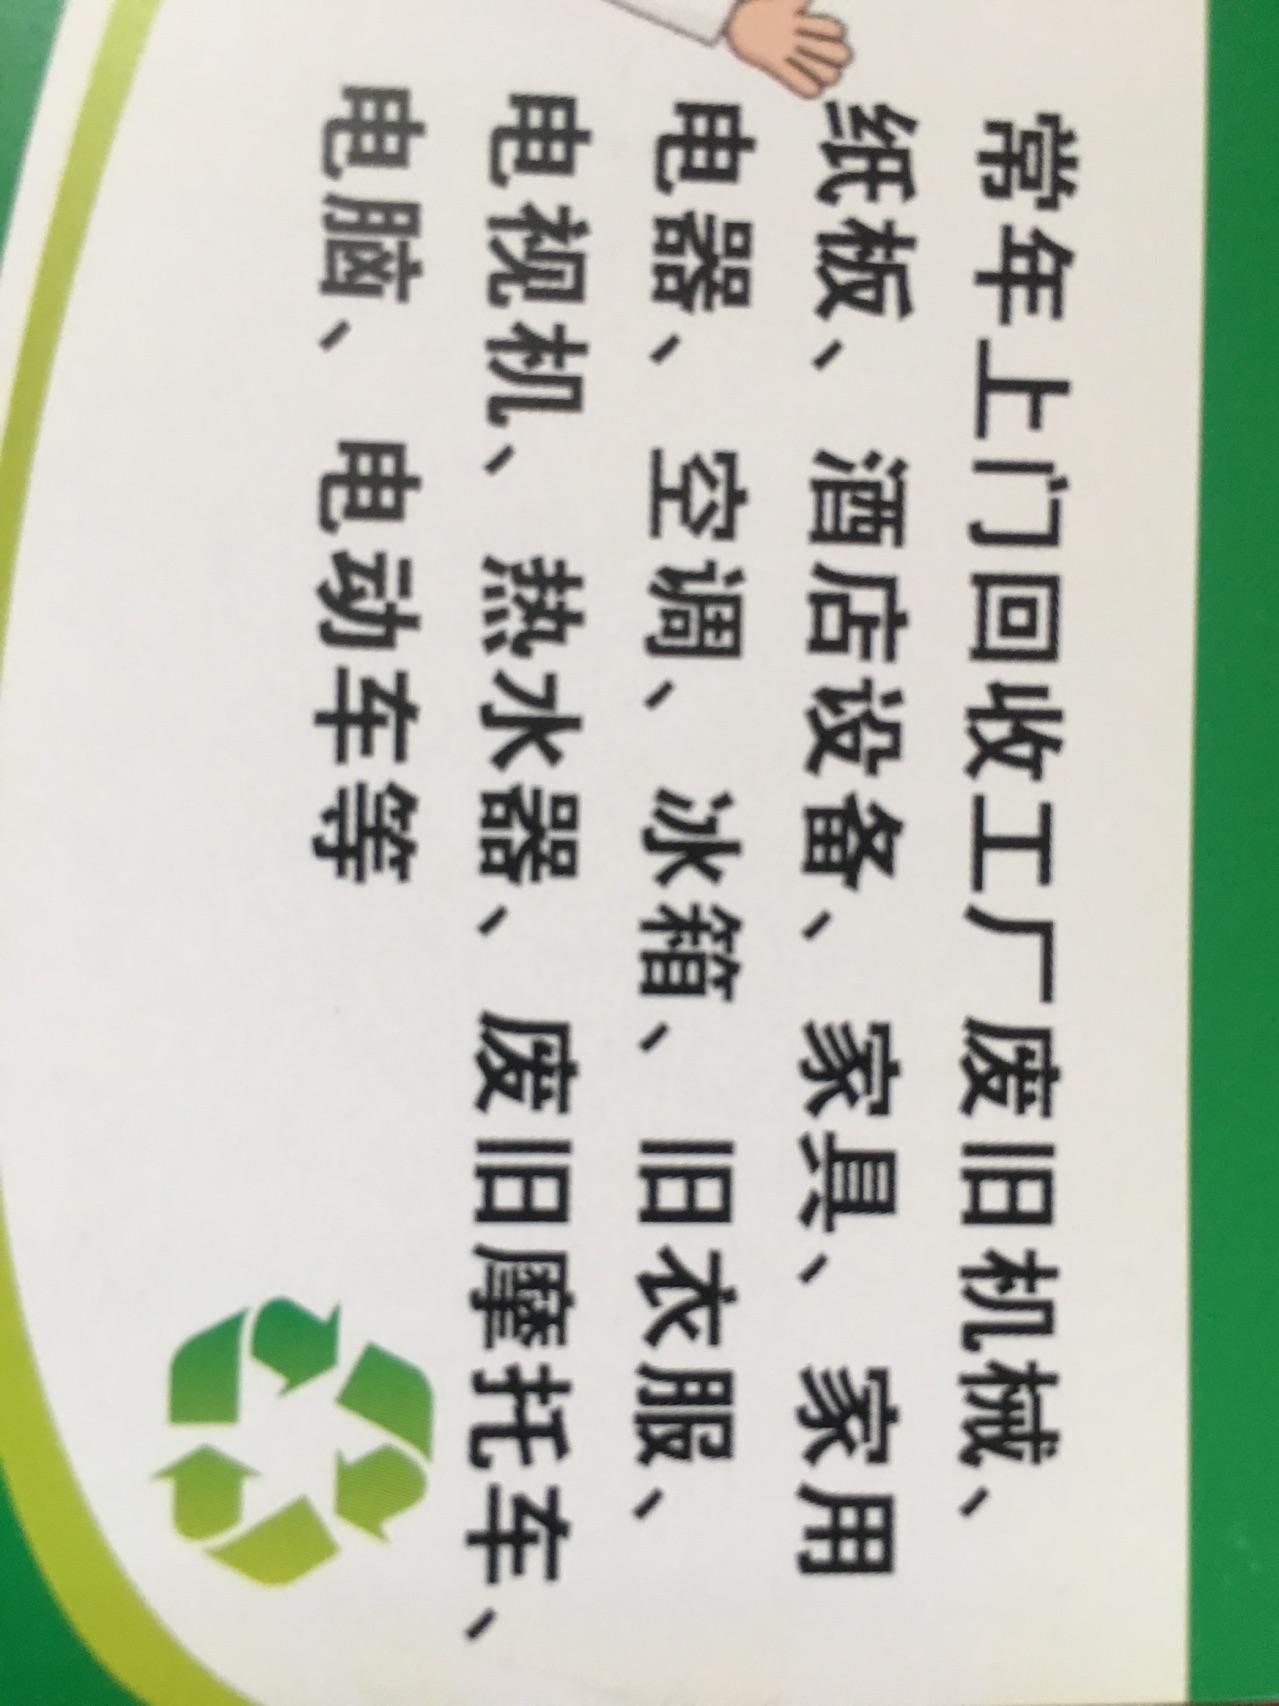 常年上门回收工厂废旧机械、
纸板、酒店设备、家具、家用
电器、空调、冰箱、旧衣服、
电视机、热水器、废旧摩托车、
电脑、电动车等